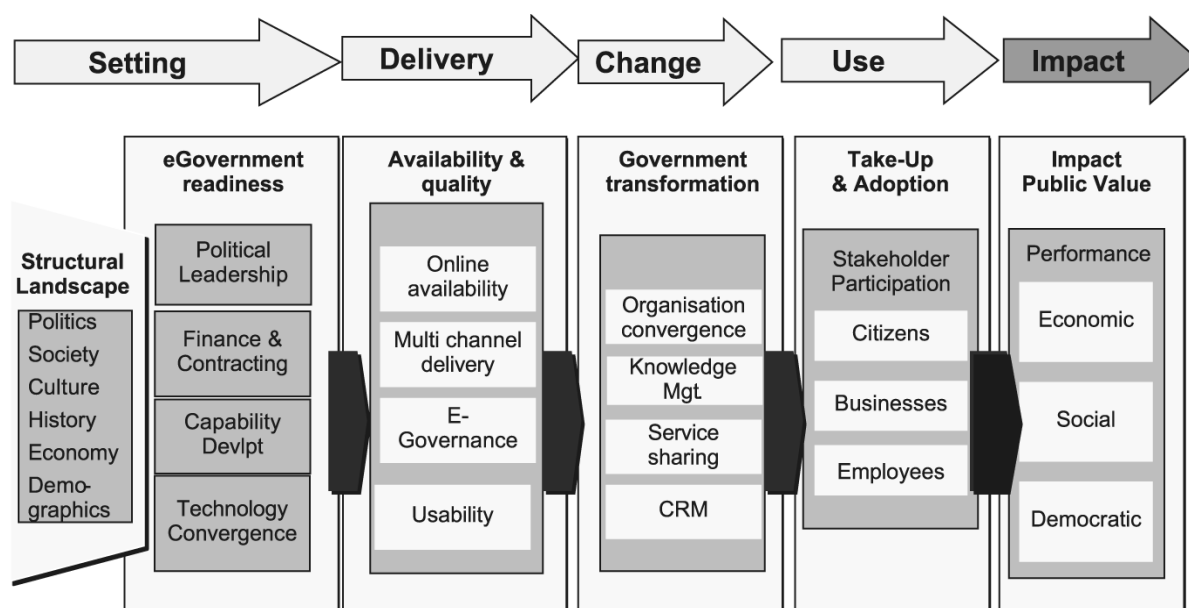 Setting
Delivery
Change
Use
Impact
Structural
Landscape
Politics
Society
Culture
History
Economy
Demo-
graphics
eGovernment
readiness
Political
Leadership
Finance &
Contracting
Capability
Devlpt
Technology
Convergence
Availability &
quality
Online
availability
Multi channel
delivery
E-
Governance
Usability
Government
transformation
Organisation
convergence
Knowledge
Mgt.
Service
sharing
CRM
Take-Up
& Adoption
Stakeholder
Participation
Citizens
Businesses
Employees
Impact
Public Value
Performance
Economic
Social
Democratic